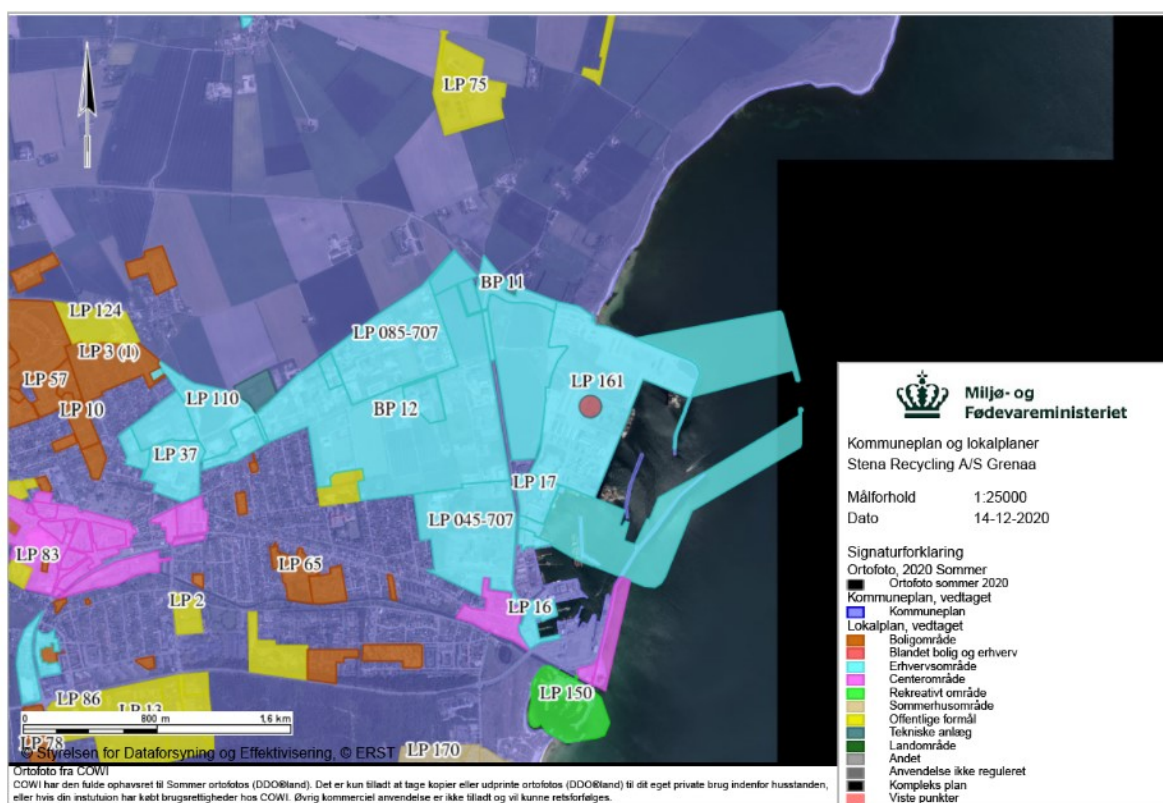 LP 75
BP 11
LP 124
LP 085-707
LP 3 (1)
LP 57
LP 161
LP 110
LP 10
BP 12
LP 37
LP 17
LP 045-707
LP 83
LP 65
LP 2
LP 16
LP 86
LP 150
LP 13
LP 78
LP 170
0 800 m 1,6 km
© Styrelsen for Dataforsyning og Effektivisering, © ERST
Miljø- og
Fødevareministeriet
Kommuneplan og lokalplaner
Stena Recycling A/S Grenaa
Målforhold 1:25000
Dato 14-12-2020
Signaturforklaring
Ortofoto, 2020 Sommer
Ortofoto sommer 2020
Kommuneplan, vedtaget
Kommuneplan
Lokalplan, vedtaget
Boligområde
Blandet bolig og erhverv
Erhvervsområde
Centerområde
Rekreativt område
Sommerhusområde
Offentlige formål
Tekniske anlæg
Landområde
Andet
Anvendelse ikke reguleret
Kompleks plan
Viste punkter
Ortofoto fra COWI
COWI har den fulde ophavsret til Sommer ortofotos (DDO®land). Det er kun tilladt at tage kopier eller udprinte ortofotos (DDO®land) til dit eget private brug indenfor husstanden,
eller hvis din instutuion har købt brugsrettigheder hos COWI. Øvrig kommerciel anvendelse er ikke tilladt og vil kunne retsforfølges.